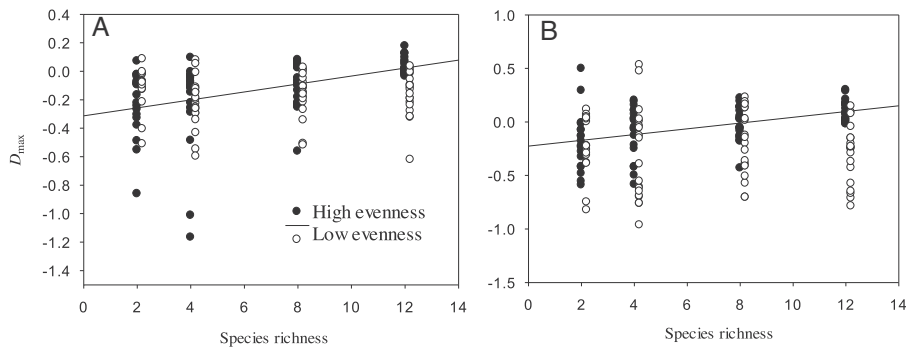 A
0.4
0.2
0.0
-0.2
-0.4
-0.6
-0.8
-1.0
-1.2
-1.4
Dmax
0 2 4 6 8 10 12 14
Species richness
High evenness
Low evenness
B
1.0
0.5
0.0
-0.5
-1.0
-1.5
0 2 4 6 8 10 12 14
Species richness